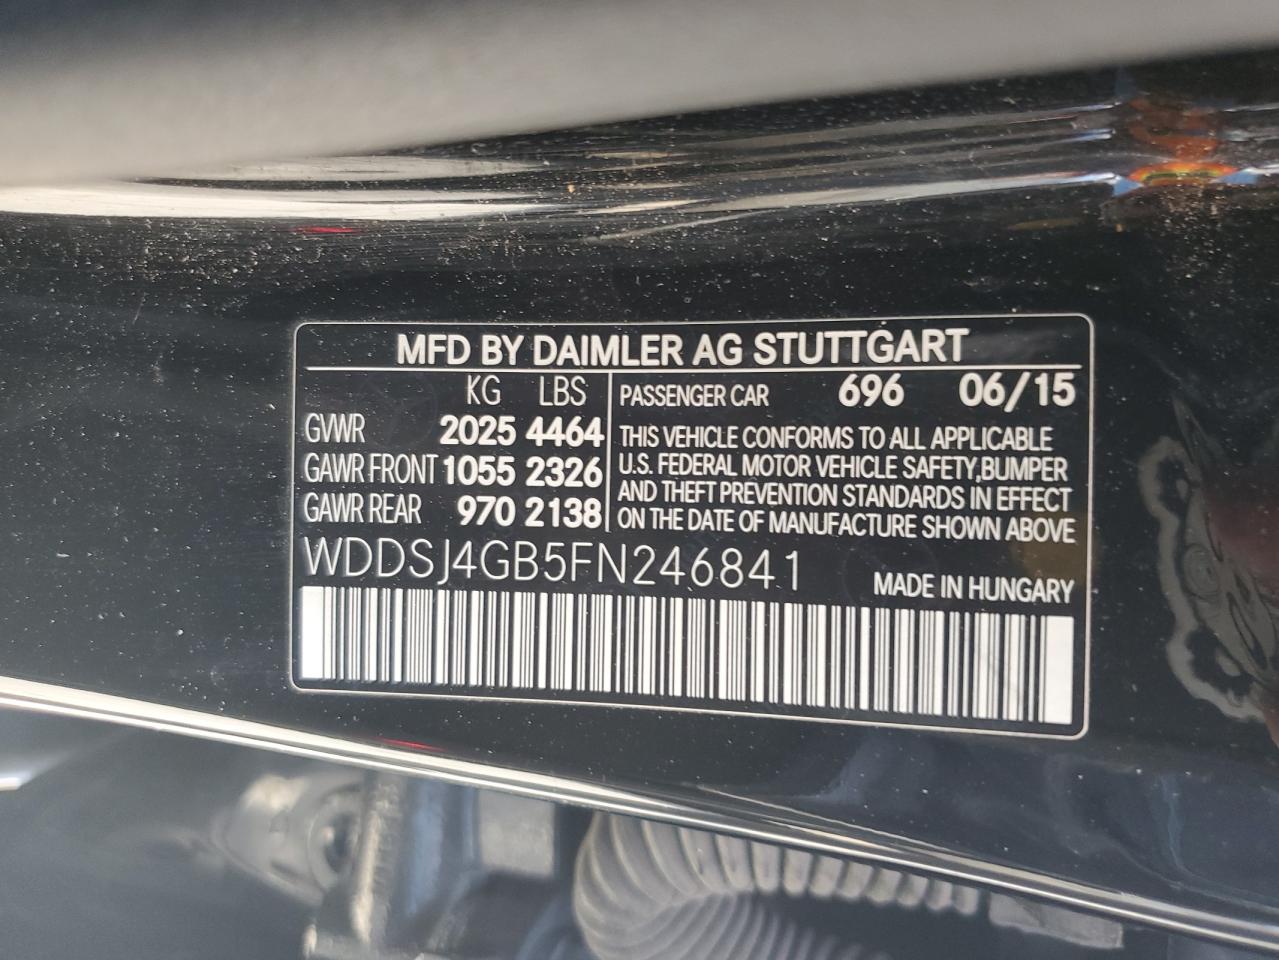 MFD BY DAIMLER AG STUTTGART
KG LBS
GVWR 2025 4464
GAWR FRONT 1055 2326
GAWR REAR 970 2138
PASSENGER CAR 696 06/15
THIS VEHICLE CONFORMS TO ALL APPLICABLE
U.S. FEDERAL MOTOR VEHICLE SAFETY,BUMPER
AND THEFT PREVENTION STANDARDS IN EFFECT
ON THE DATE OF MANUFACTURE SHOWN ABOVE
WDDSJ4GB5FN246841
MADE IN HUNGARY